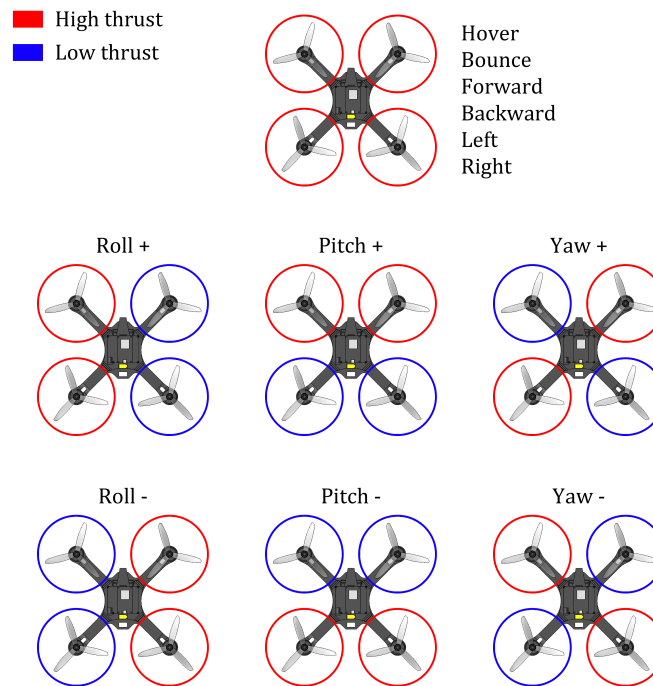 High thrust
Low thrust
Hover
Bounce
Forward
Backward
Left
Right
Roll +
Pitch +
Yaw +
Roll -
Pitch -
Yaw -